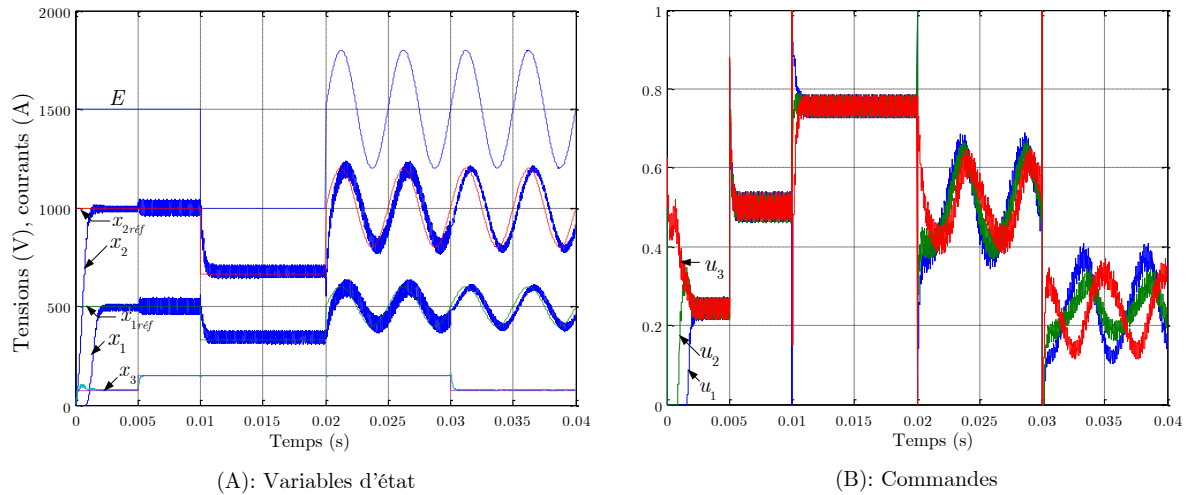 Tensions (V), courants (A)
2000
1500
1000
500
0
E
x2réf
x2
x1réf
x1
x3
0 0.005 0.01 0.015 0.02 0.025 0.03 0.035 0.04
Temps (s)
(A): Variables d'état
1
0.8
0.6
0.4
0.2
0
u3
u2
u1
0 0.005 0.01 0.015 0.02 0.025 0.03 0.035 0.04
Temps (s)
(B): Commandes